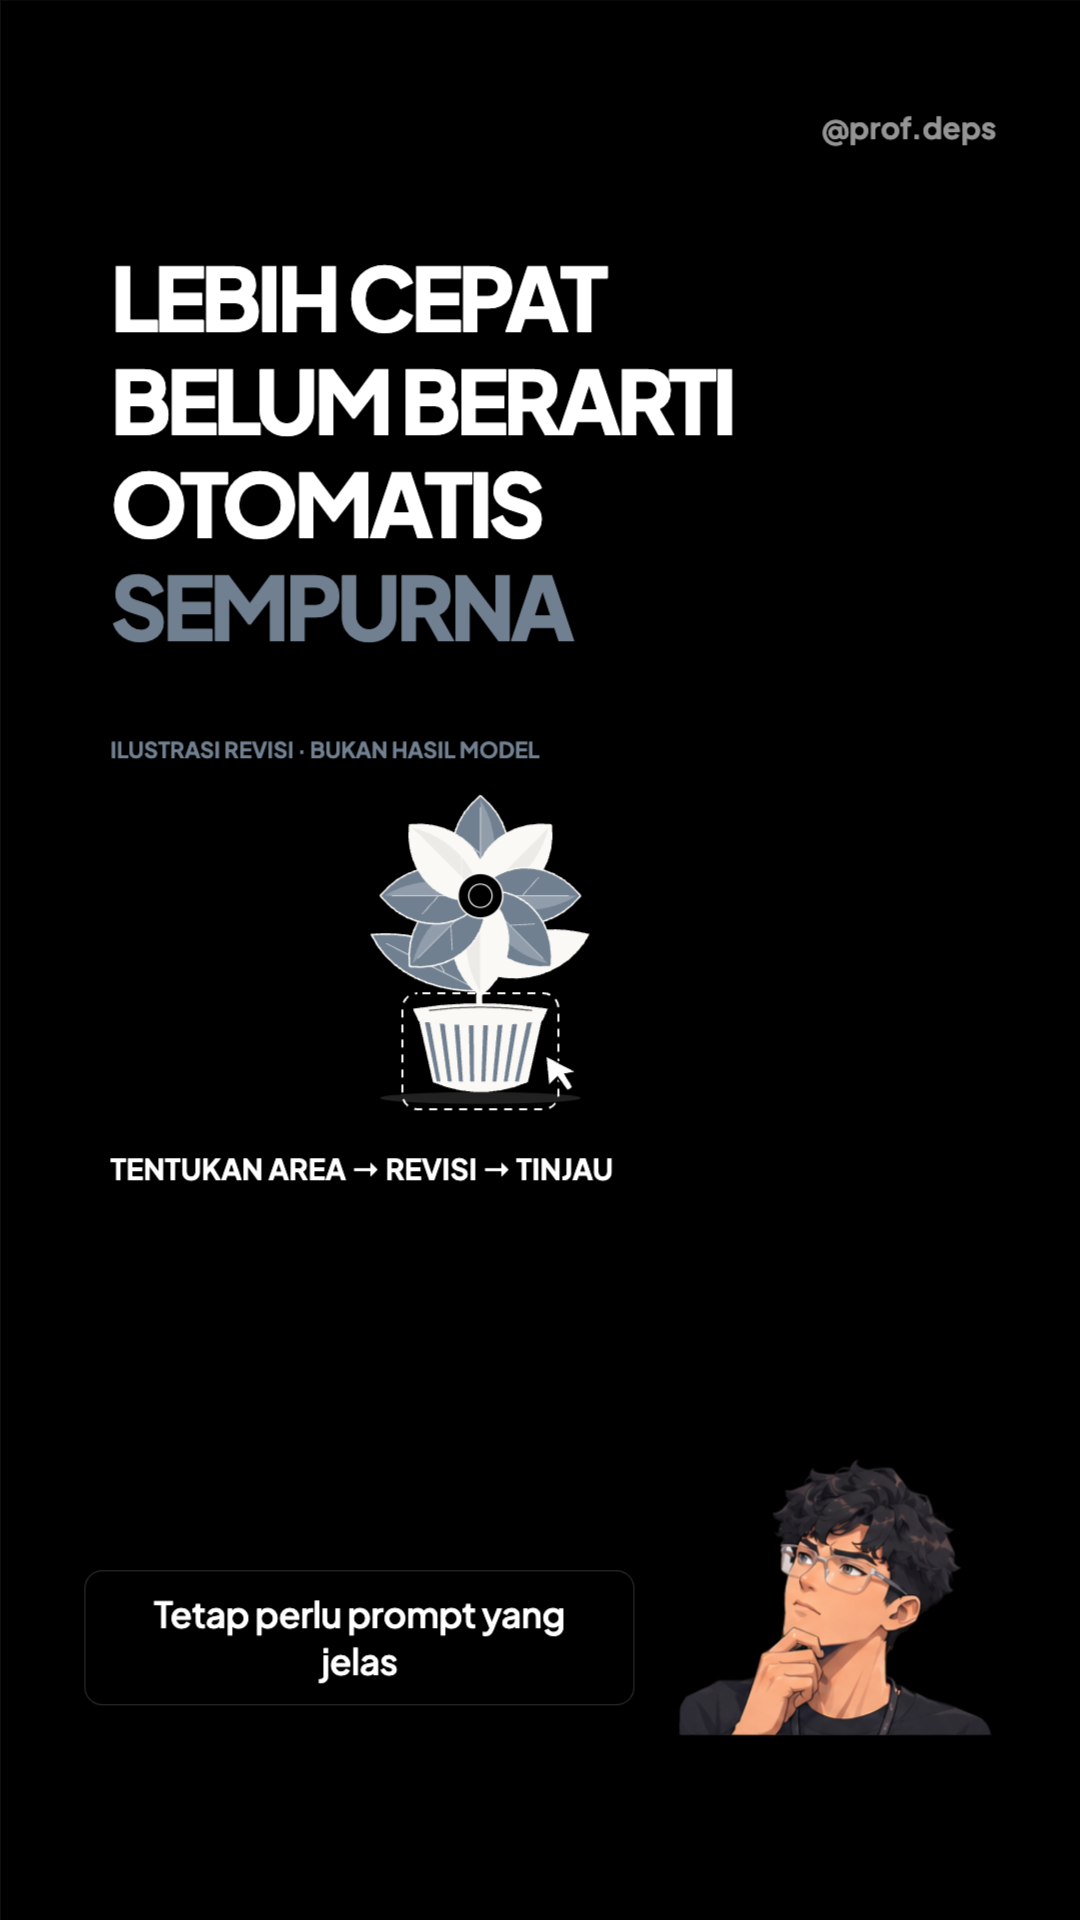 @prof.deps
LEBIH CEPAT
BELUM BERARTI
OTOMATIS
SEMPURNA
ILUSTRASI REVISI · BUKAN HASIL MODEL
TENTUKAN AREA → REVISI → TINJAU
Tetap perlu prompt yang
jelas